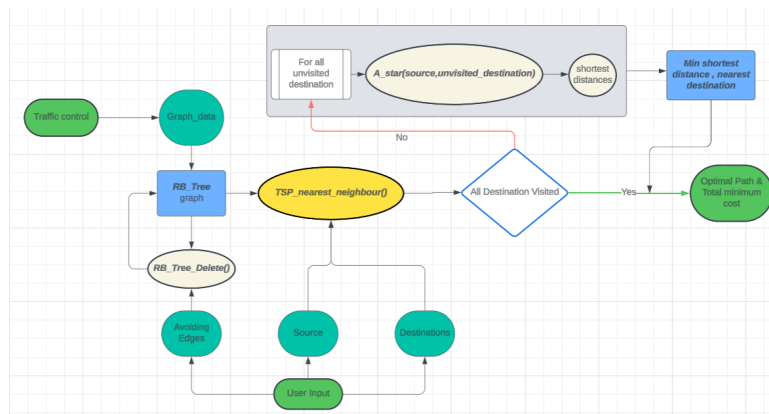 For all
unvisited
destination
A_star(source,unvisited_destination)
shortest
distances
Min shortest
distance , nearest
destination
Traffic control
Graph_data
No
RB_Tree
graph
TSP_nearest_neighbour()
All Destination Visited
Yes
Optimal Path &
Total minimum
cost
RB_Tree_Delete()
Avoiding
Edges
Source
Destinations
User Input